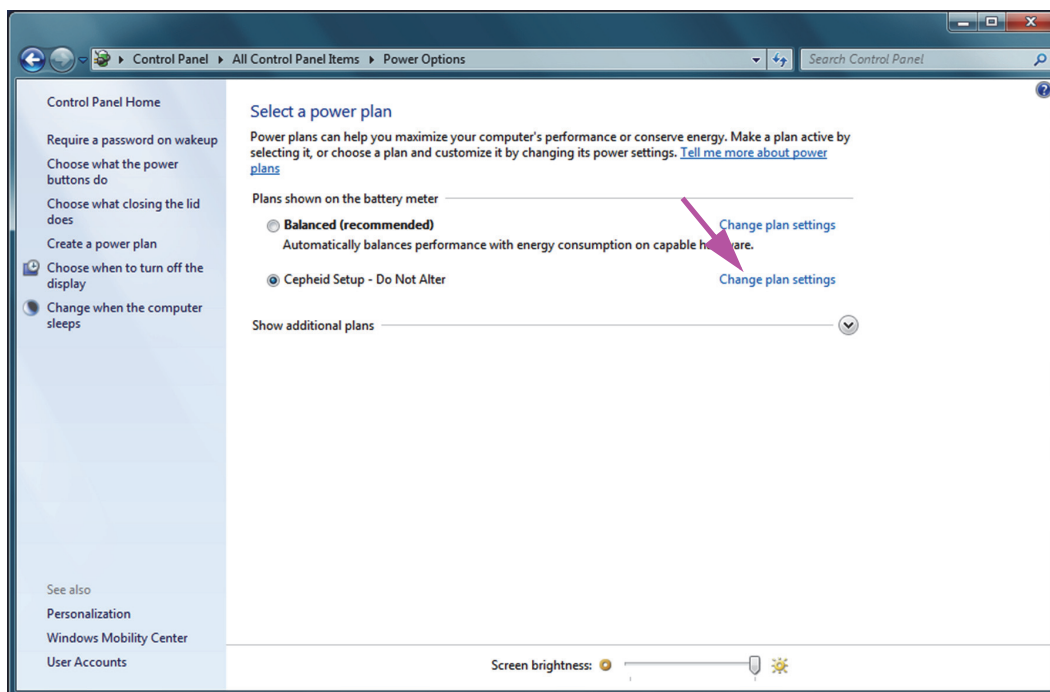 Control Panel
All Control Panel Items
Power Options
Search Control Panel
Control Panel Home
Require a password on wakeup
Choose what the power
buttons do
Choose what closing the lid
does
Create a power plan
Choose when to turn off the
display
Change when the computer
sleeps
See also
Personalization
Windows Mobility Center
User Accounts
Select a power plan
Power plans can help you maximize your computer's performance or conserve energy. Make a plan active by
selecting it, or choose a plan and customize it by changing its power settings. Tell me more about power
plans
Plans shown on the battery meter
Balanced (recommended)
Change plan settings
Automatically balances performance with energy consumption on capable
Cepheid Setup - Do Not Alter
Change plan settings
Show additional plans
Screen brightness: